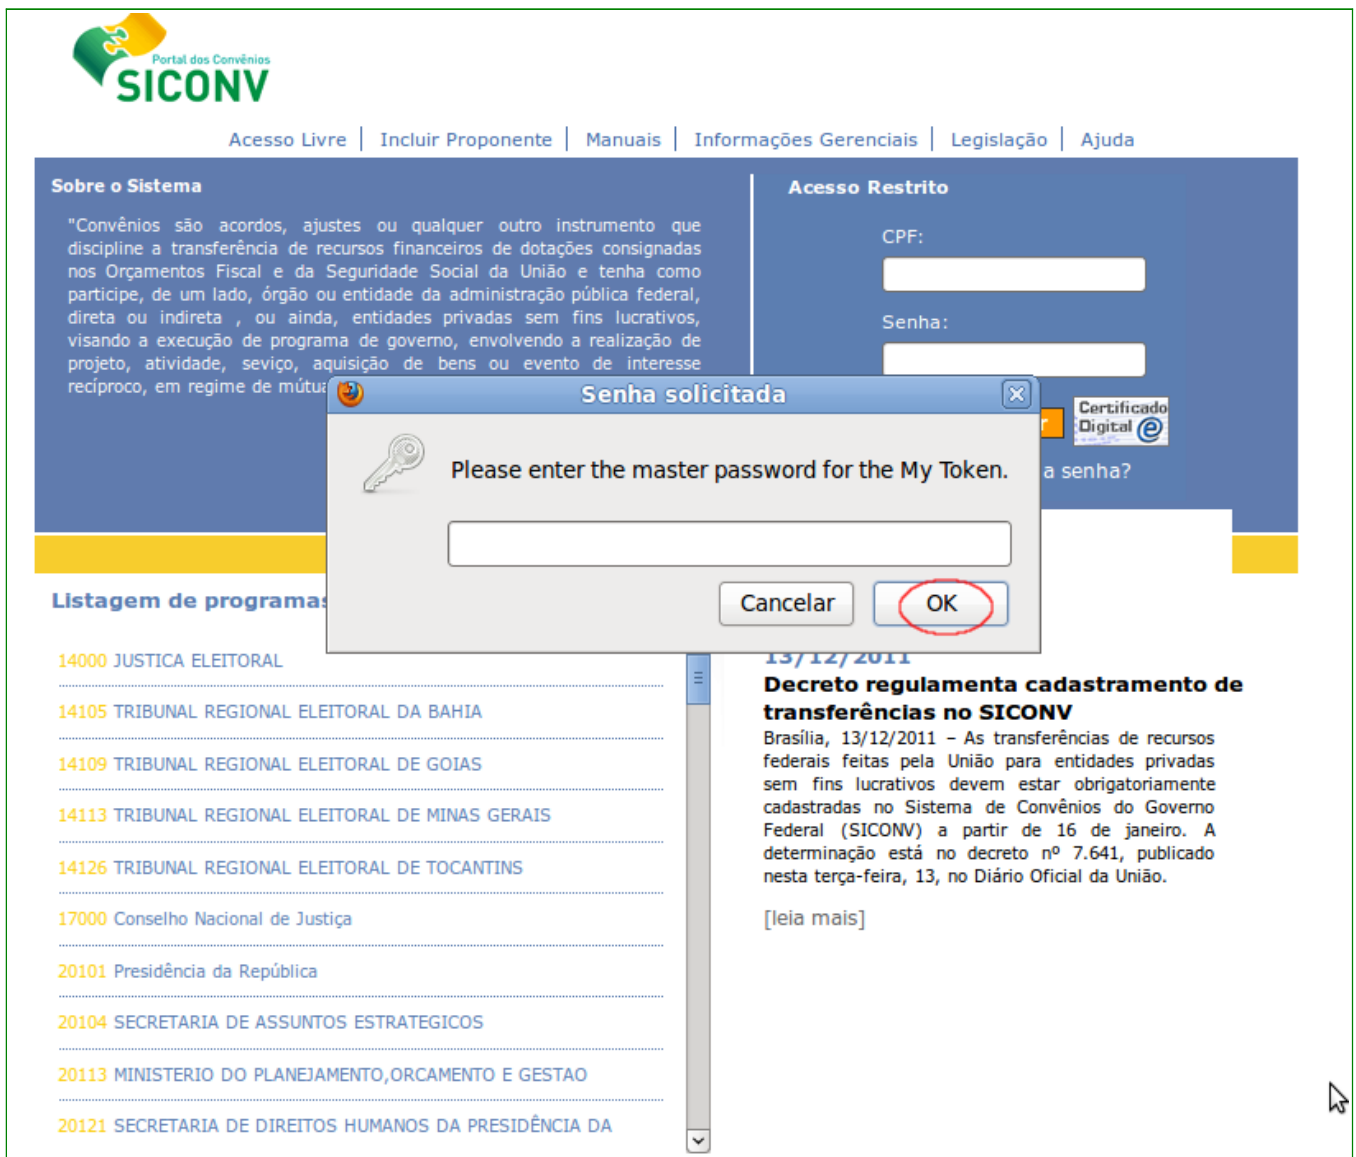 Portal dos Convênios
SICONV
Acesso Livre | Incluir Proponente | Manuais | Informações Gerenciais | Legislação | Ajuda
Sobre o Sistema
"Convênios são acordos, ajustes ou qualquer outro instrumento que
discipline a transferência de recursos financeiros de dotações consignadas
nos Orçamentos Fiscal e da Seguridade Social da União e tenha como
participe, de um lado, órgão ou entidade da administração pública federal,
direta ou indireta , ou ainda, entidades privadas sem fins lucrativos,
visando a execução de programa de governo, envolvendo a realização de
projeto, atividade, seviço, aquisição de bens ou evento de interesse
recíproco, em regime de mútua
Acesso Restrito
CPF:
Senha:
r
Certificado
Digital
a senha?
Senha solicitada
Please enter the master password for the My Token.
Cancelar
OK
Listagem de programas
14000 JUSTICA ELEITORAL
14105 TRIBUNAL REGIONAL ELEITORAL DA BAHIA
14109 TRIBUNAL REGIONAL ELEITORAL DE GOIAS
14113 TRIBUNAL REGIONAL ELEITORAL DE MINAS GERAIS
14126 TRIBUNAL REGIONAL ELEITORAL DE TOCANTINS
17000 Conselho Nacional de Justiça
20101 Presidência da República
20104 SECRETARIA DE ASSUNTOS ESTRATEGICOS
20113 MINISTERIO DO PLANEJAMENTO,ORCAMENTO E GESTAO
20121 SECRETARIA DE DIREITOS HUMANOS DA PRESIDÊNCIA DA
13/12/2011
Decreto regulamenta cadastramento de
transferências no SICONV
Brasília, 13/12/2011 – As transferências de recursos
federais feitas pela União para entidades privadas
sem fins lucrativos devem estar obrigatoriamente
cadastradas no Sistema de Convênios do Governo
Federal (SICONV) a partir de 16 de janeiro. A
determinação está no decreto nº 7.641, publicado
nesta terça-feira, 13, no Diário Oficial da União.
[leia mais]